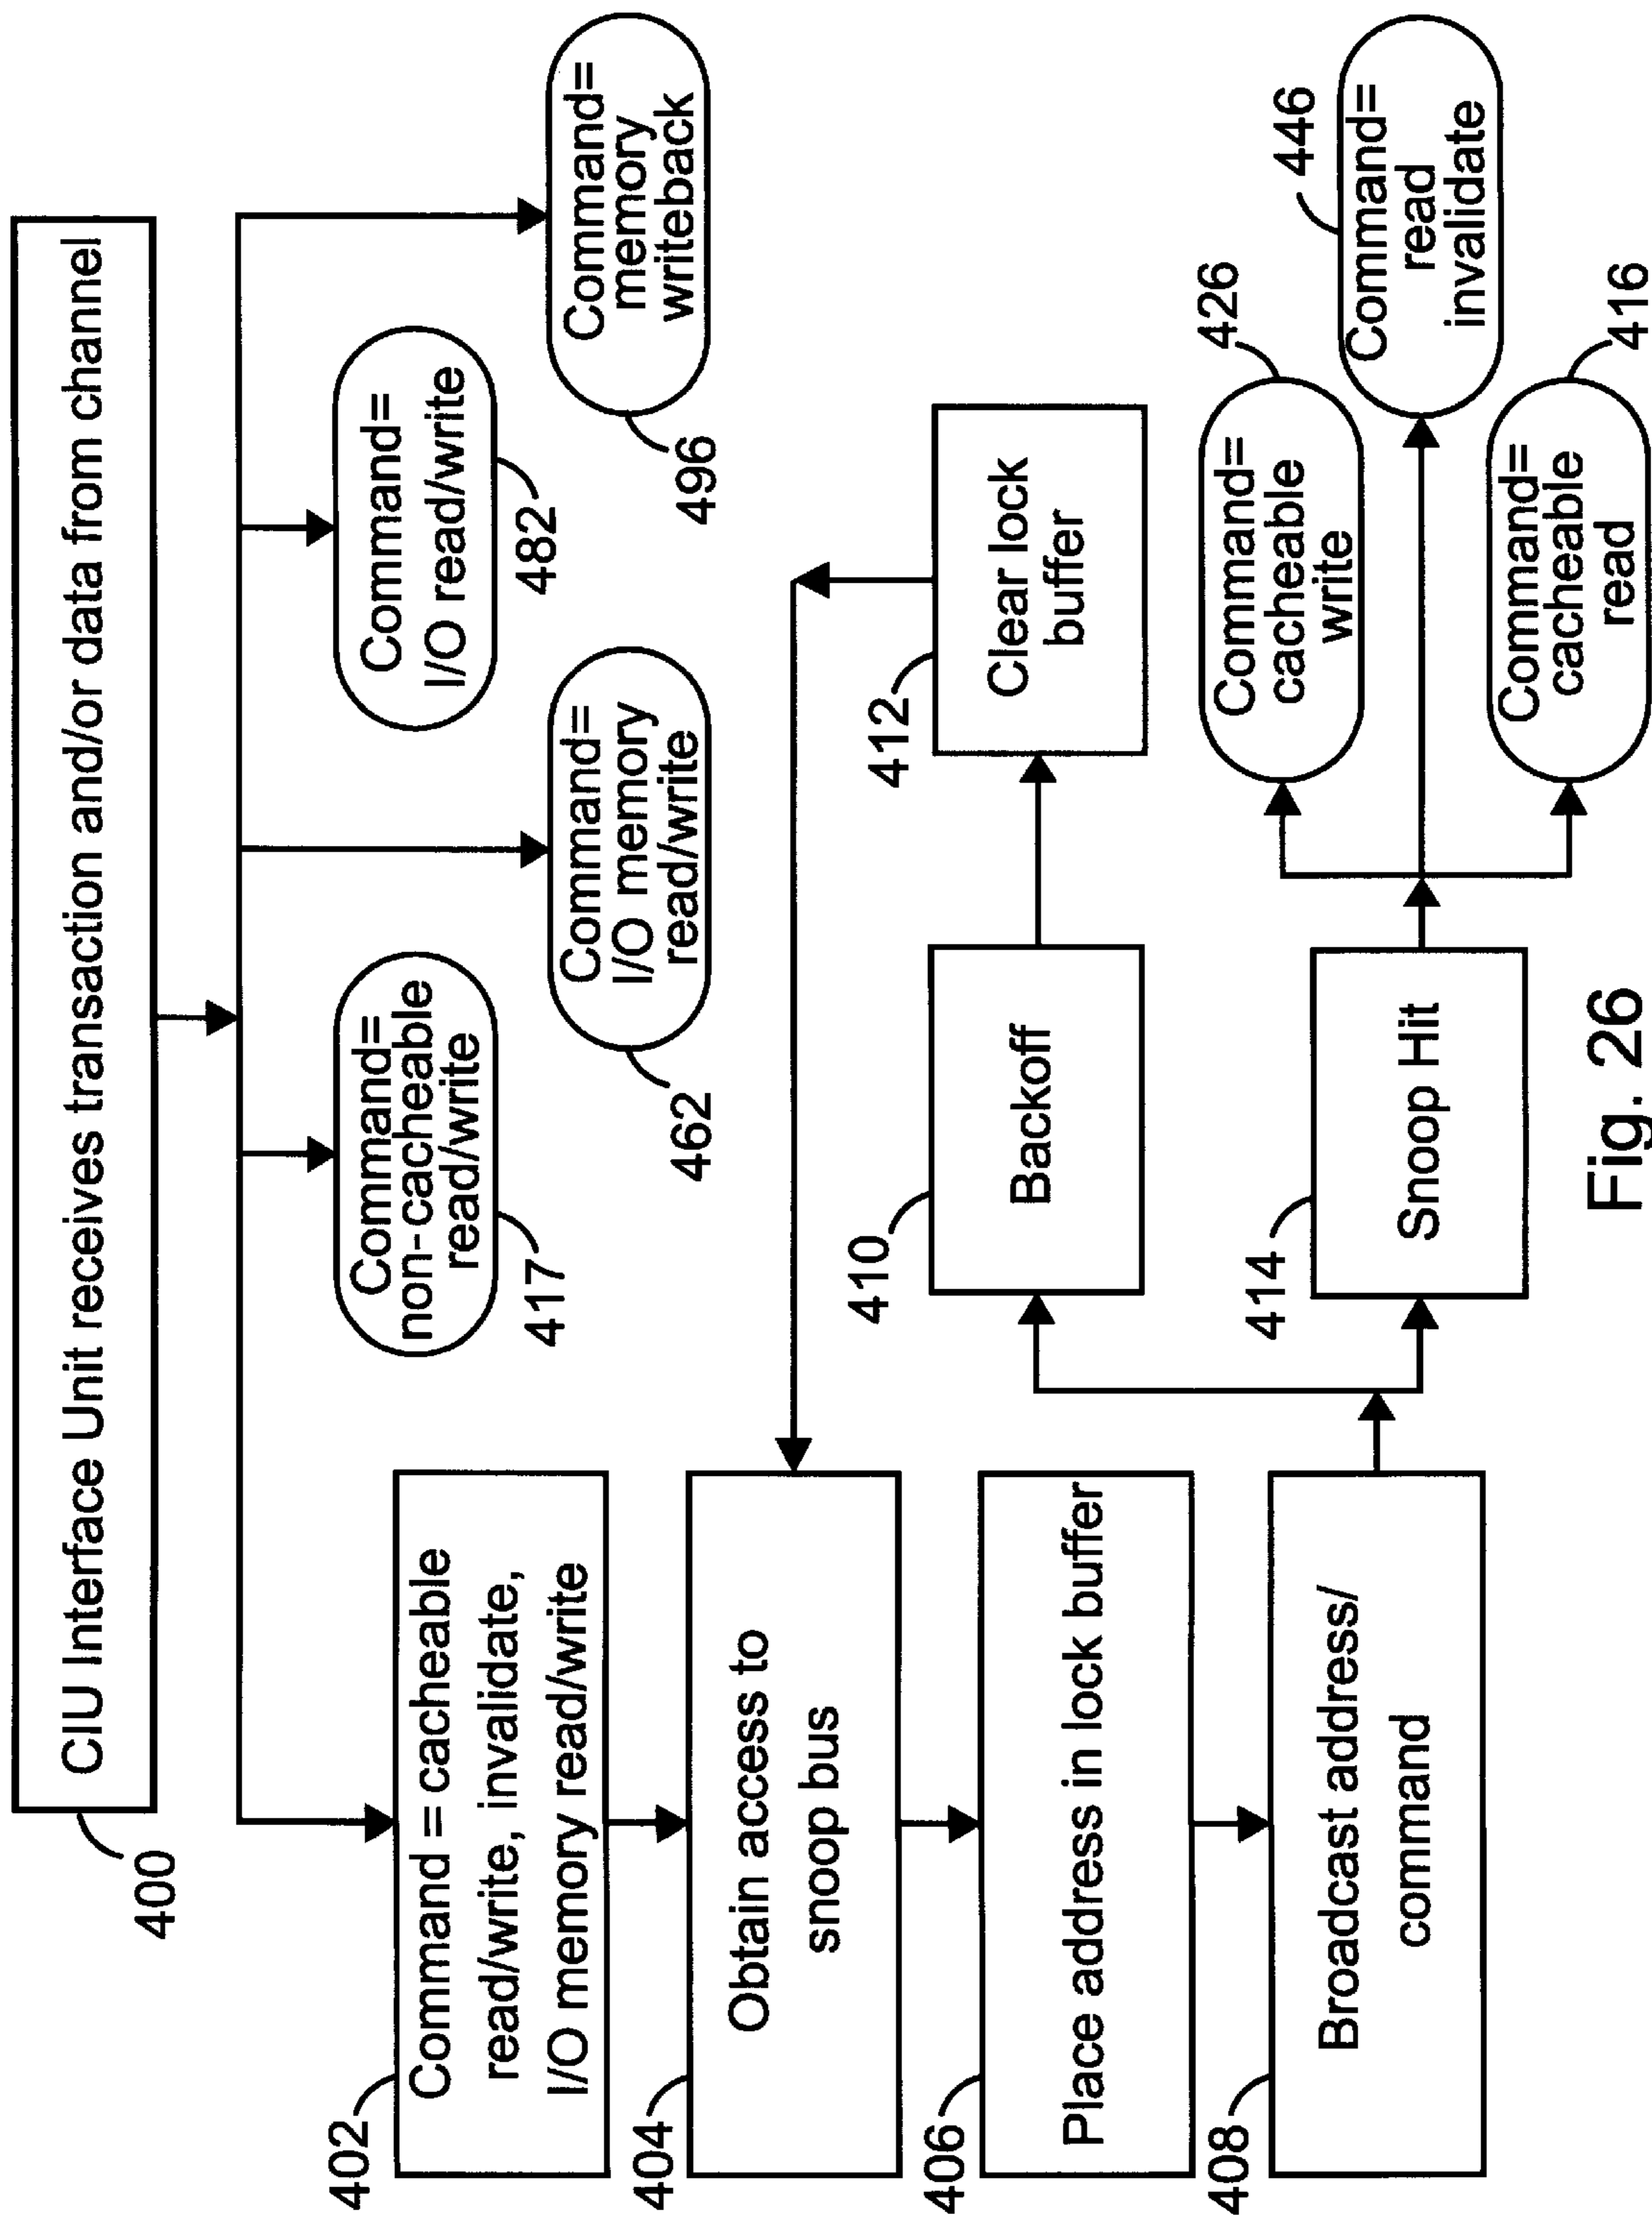 CIU Interface Unit receives transaction and/or data from channel
400
Command = cacheable
read/write, invalidate,
I/O memory read/write
402
Command=
non-cacheable
read/write
417
Command=
I/O memory
read/write
462
Command=
I/O read/write
482
Command=
memory
writeback
496
Obtain access to
snoop bus
404
Place address in lock buffer
406
Broadcast address/
command
408
Backoff
410
Clear lock
buffer
412
Snoop Hit
414
Command=
cacheable
write
426
Command=
read
invalidate
446
Command=
cacheable
read
416
Fig. 26